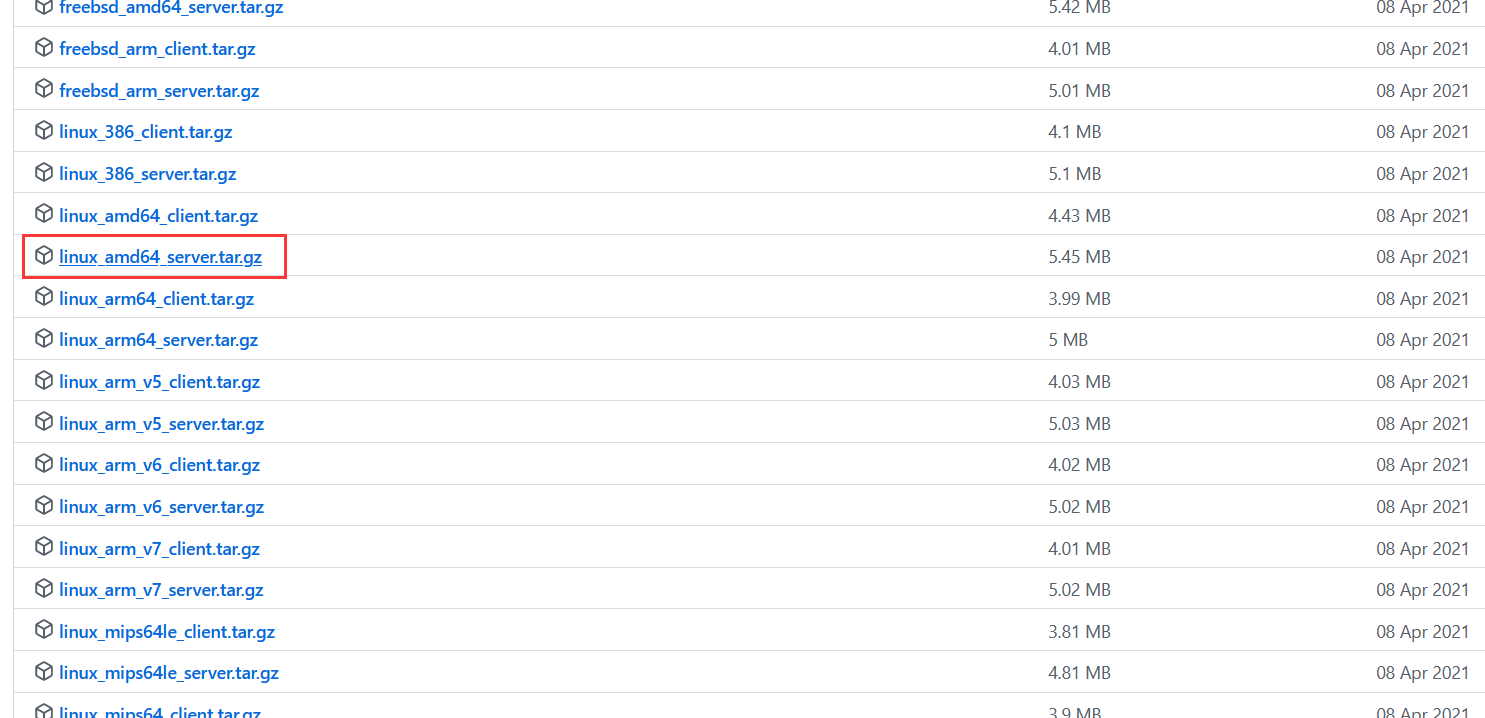 freebsd_amd64_server.tar.gz 5.42 MB 08 Apr 2021
freebsd_arm_client.tar.gz 4.01 MB 08 Apr 2021
freebsd_arm_server.tar.gz 5.01 MB 08 Apr 2021
linux_386_client.tar.gz 4.1 MB 08 Apr 2021
linux_386_server.tar.gz 5.1 MB 08 Apr 2021
linux_amd64_client.tar.gz 4.43 MB 08 Apr 2021
linux_amd64_server.tar.gz 5.45 MB 08 Apr 2021
linux_arm64_client.tar.gz 3.99 MB 08 Apr 2021
linux_arm64_server.tar.gz 5 MB 08 Apr 2021
linux_arm_v5_client.tar.gz 4.03 MB 08 Apr 2021
linux_arm_v5_server.tar.gz 5.03 MB 08 Apr 2021
linux_arm_v6_client.tar.gz 4.02 MB 08 Apr 2021
linux_arm_v6_server.tar.gz 5.02 MB 08 Apr 2021
linux_arm_v7_client.tar.gz 4.01 MB 08 Apr 2021
linux_arm_v7_server.tar.gz 5.02 MB 08 Apr 2021
linux_mips64le_client.tar.gz 3.81 MB 08 Apr 2021
linux_mips64le_server.tar.gz 4.81 MB 08 Apr 2021
linux_mips64_client.tar.gz 3.9 MB 08 Apr 2021